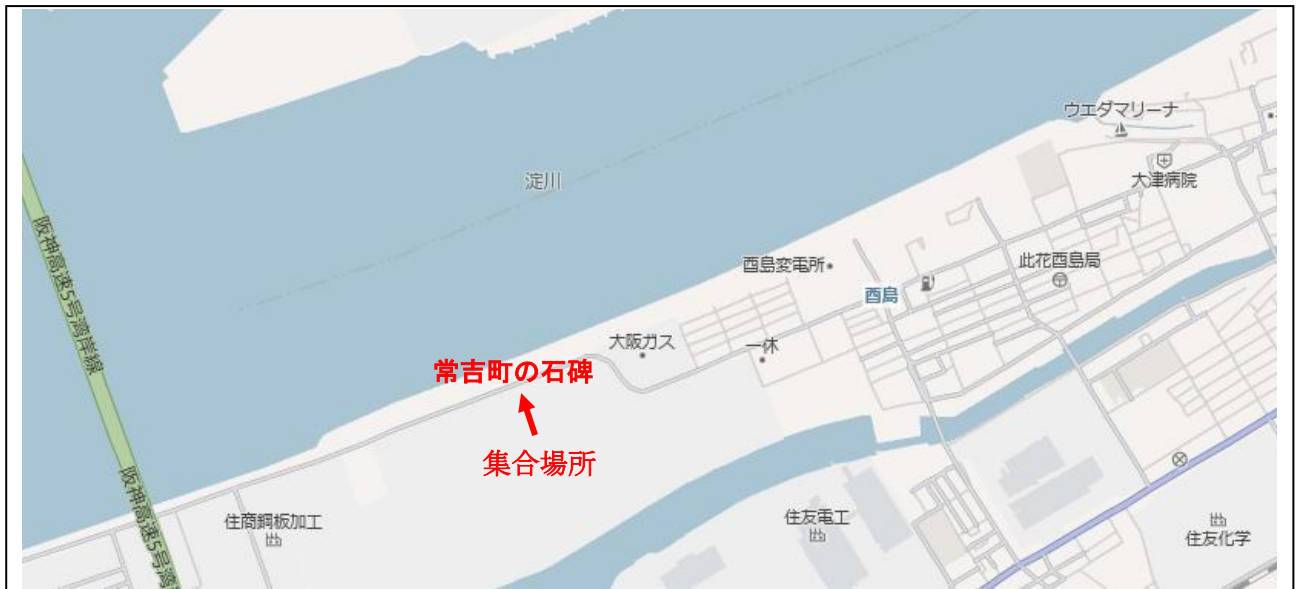 ウエダマリーナ
大津病院
淀川
阪神高速5号湾岸線
酉島変電所
此花酉島局
酉島
大阪ガス
一休
常吉町の石碑
集合場所
阪神高速5号湾
住商鋼板加工
住友電工
住友化学